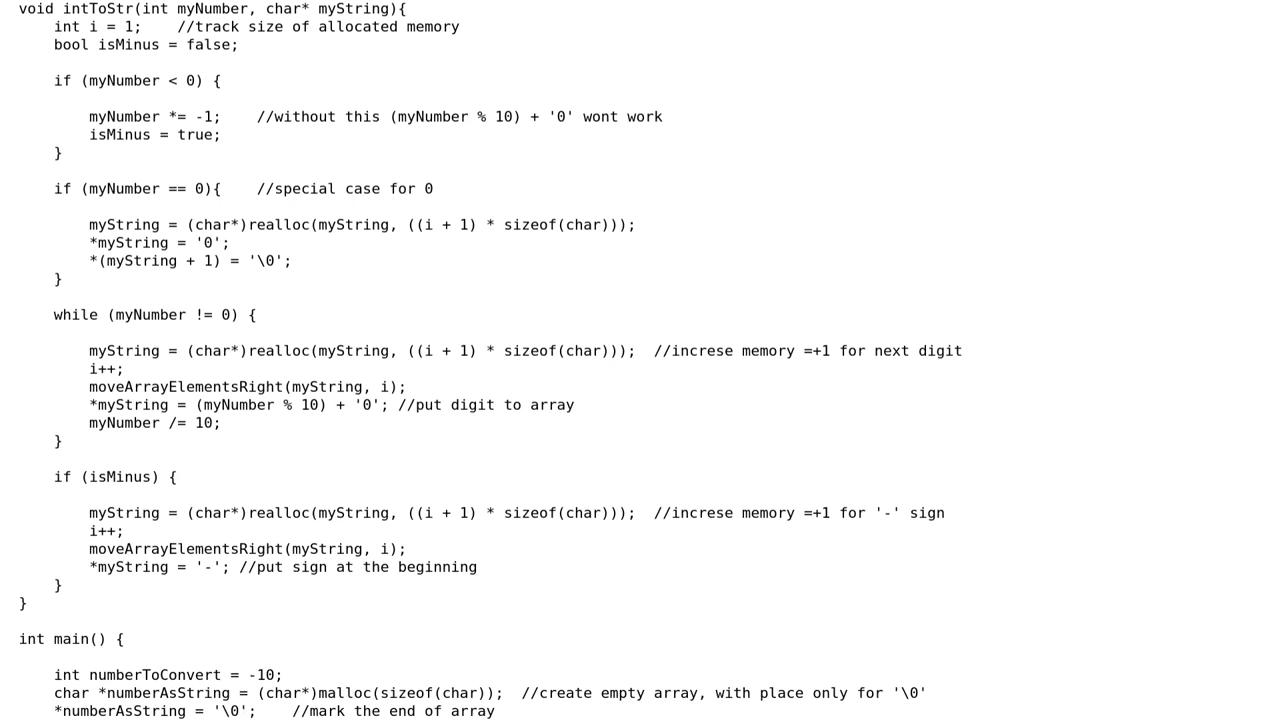 void intToStr(int myNumber, char* myString){
    int i = 1;    //track size of allocated memory
    bool isMinus = false;

    if (myNumber < 0) {

        myNumber *= -1;    //without this (myNumber % 10) + '0' wont work
        isMinus = true;
    }

    if (myNumber == 0){    //special case for 0

        myString = (char*)realloc(myString, ((i + 1) * sizeof(char)));
        *myString = '0';
        *(myString + 1) = '\0';
    }

    while (myNumber != 0) {

        myString = (char*)realloc(myString, ((i + 1) * sizeof(char)));  //increse memory =+1 for next digit
        i++;
        moveArrayElementsRight(myString, i);
        *myString = (myNumber % 10) + '0'; //put digit to array
        myNumber /= 10;
    }

    if (isMinus) {

        myString = (char*)realloc(myString, ((i + 1) * sizeof(char)));  //increse memory =+1 for '-' sign
        i++;
        moveArrayElementsRight(myString, i);
        *myString = '-'; //put sign at the beginning
    }
}

int main() {

    int numberToConvert = -10;
    char *numberAsString = (char*)malloc(sizeof(char));  //create empty array, with place only for '\0'
    *numberAsString = '\0';    //mark the end of array